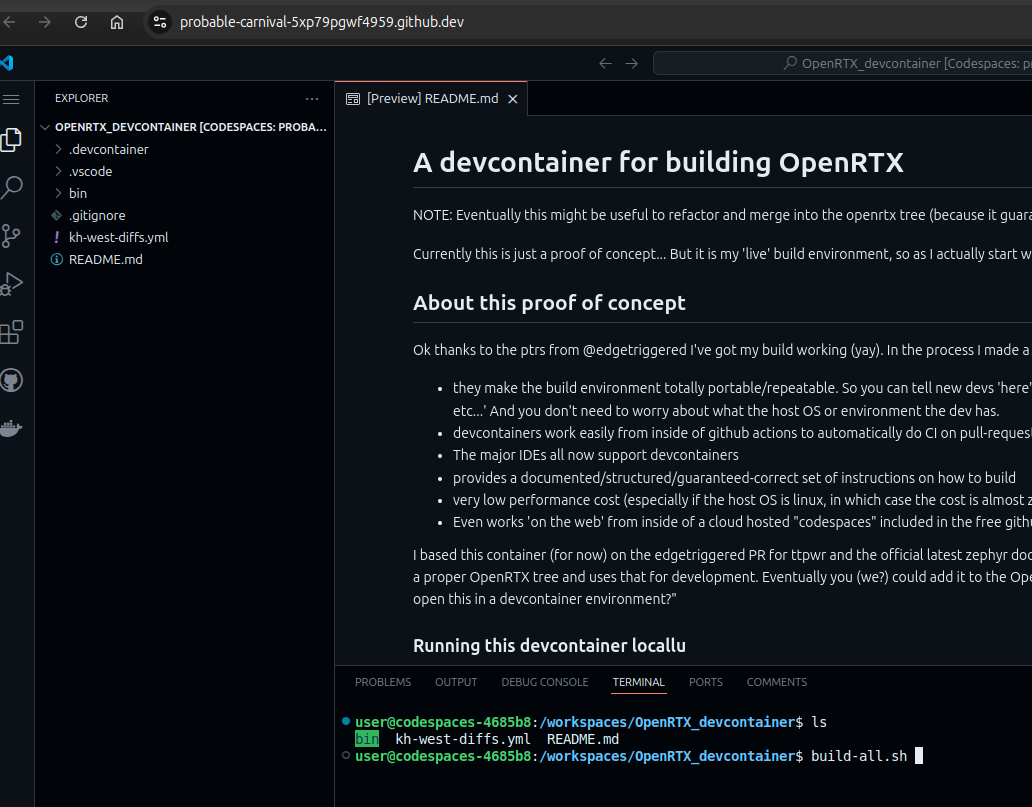 probable-carnival-5xp79pgwf4959.github.dev
OpenRTX_devcontainer [Codespaces: pr
EXPLORER
[Preview] README.md
OPENRTX_DEVCONTAINER [CODESPACES: PROBA...
.devcontainer
.vscode
bin
.gitignore
kh-west-diffs.yml
README.md
A devcontainer for building OpenRTX
NOTE: Eventually this might be useful to refactor and merge into the openrtx tree (because it guara
Currently this is just a proof of concept... But it is my 'live' build environment, so as I actually start w
About this proof of concept
Ok thanks to the ptrs from @edgetriggered I've got my build working (yay). In the process I made a
they make the build environment totally portable/repeatable. So you can tell new devs 'here'
etc...' And you don't need to worry about what the host OS or environment the dev has.
devcontainers work easily from inside of github actions to automatically do CI on pull-request
The major IDEs all now support devcontainers
provides a documented/structured/guaranteed-correct set of instructions on how to build
very low performance cost (especially if the host OS is linux, in which case the cost is almost z
Even works 'on the web' from inside of a cloud hosted "codespaces" included in the free gith
I based this container (for now) on the edgetriggered PR for ttpwr and the official latest zephyr doc
a proper OpenRTX tree and uses that for development. Eventually you (we?) could add it to the Ope
open this in a devcontainer environment?"
Running this devcontainer locallu
PROBLEMS OUTPUT DEBUG CONSOLE TERMINAL PORTS COMMENTS
user@codespaces-4685b8:/workspaces/OpenRTX_devcontainer$ ls
bin kh-west-diffs.yml README.md
user@codespaces-4685b8:/workspaces/OpenRTX_devcontainer$ build-all.sh